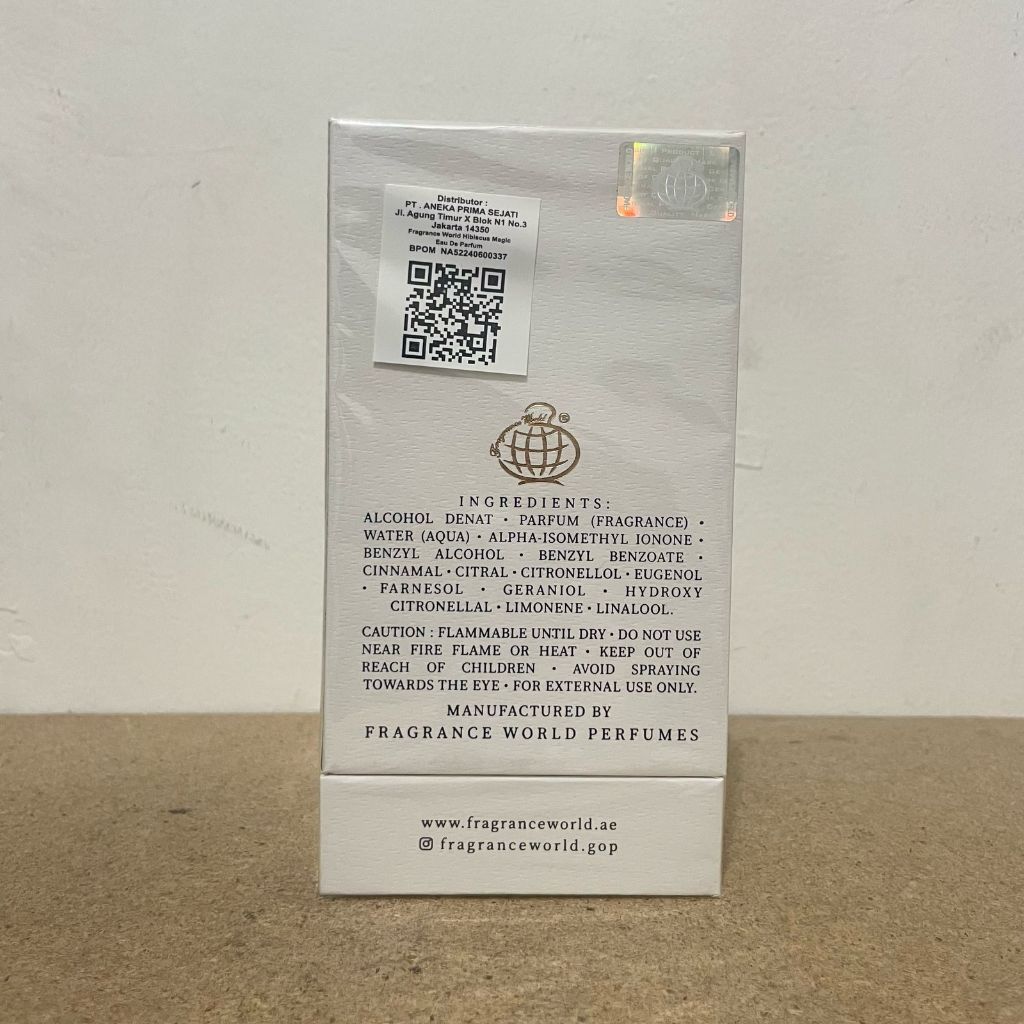 Distributor :
PT . ANEKA PRIMA SEJATI
Jl. Agung Timur X Blok N1 No.3
Jakarta 14350
Fragrance World Hibiscus Magic
Eau De Parfum
BPOM NA52240600337
PRODUCT
Fragrance World ®
INGREDIENTS:
ALCOHOL DENAT • PARFUM (FRAGRANCE) •
WATER (AQUA) • ALPHA-ISOMETHYL IONONE •
BENZYL ALCOHOL • BENZYL BENZOATE •
CINNAMAL • CITRAL • CITRONELLOL • EUGENOL
• FARNESOL • GERANIOL • HYDROXY
CITRONELLAL • LIMONENE • LINALOOL.
CAUTION : FLAMMABLE UNTIL DRY • DO NOT USE
NEAR FIRE FLAME OR HEAT • KEEP OUT OF
REACH OF CHILDREN • AVOID SPRAYING
TOWARDS THE EYE • FOR EXTERNAL USE ONLY.
MANUFACTURED BY
FRAGRANCE WORLD PERFUMES
www.fragranceworld.ae
fragranceworld.gop